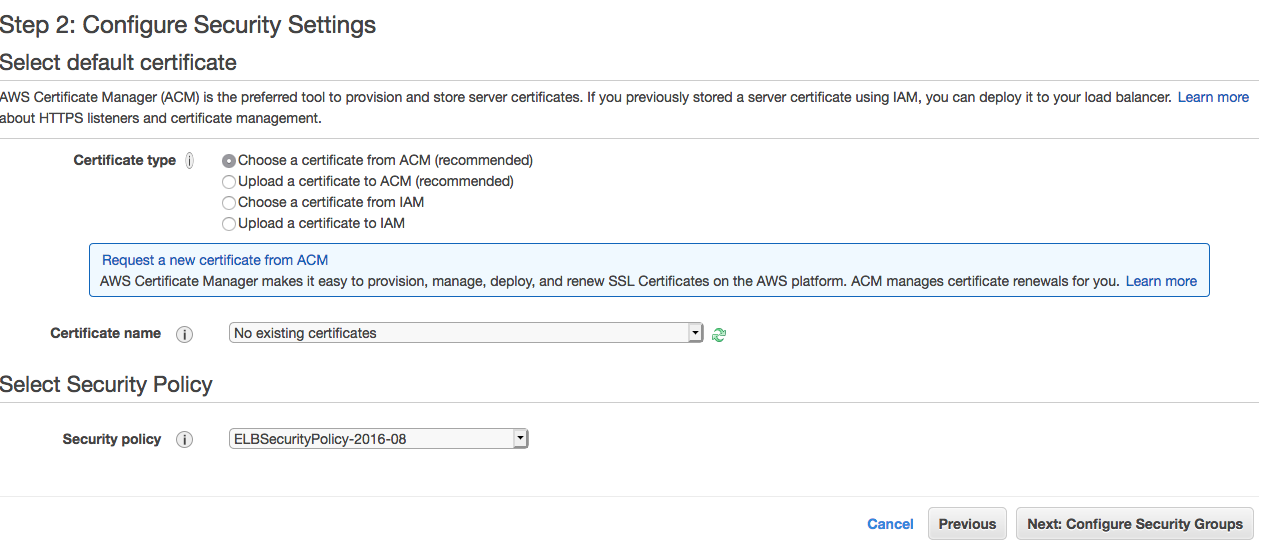 Step 2: Configure Security Settings
Select default certificate
AWS Certificate Manager (ACM) is the preferred tool to provision and store server certificates. If you previously stored a server certificate using IAM, you can deploy it to your load balancer. Learn more
about HTTPS listeners and certificate management.
Certificate type i Choose a certificate from ACM (recommended)
Upload a certificate to ACM (recommended)
Choose a certificate from IAM
Upload a certificate to IAM
Request a new certificate from ACM
AWS Certificate Manager makes it easy to provision, manage, deploy, and renew SSL Certificates on the AWS platform. ACM manages certificate renewals for you. Learn more
Certificate name i No existing certificates
Select Security Policy
Security policy i ELBSecurityPolicy-2016-08
Cancel Previous Next: Configure Security Groups